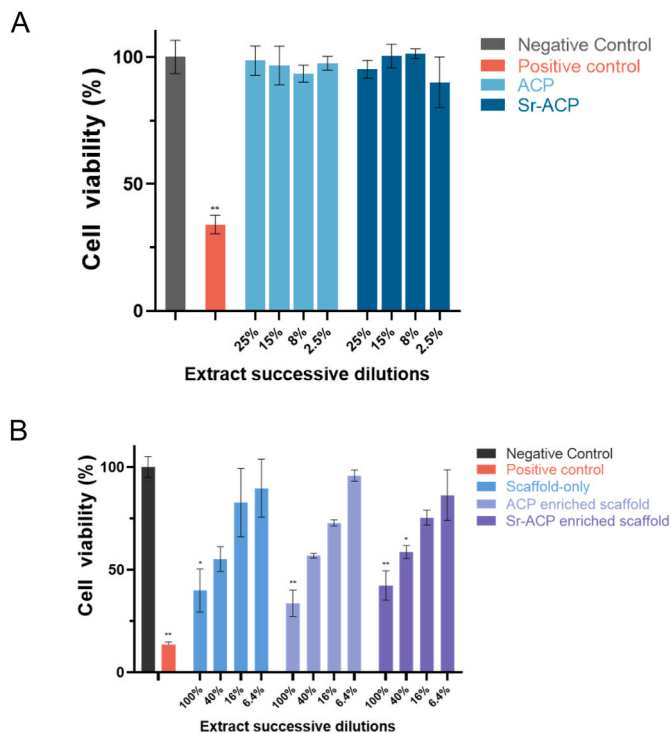 A
Cell viability (%)
100
50
0
**
25%
15%
8%
2.5%
25%
15%
8%
2.5%
Extract successive dilutions
Negative Control
Positive control
ACP
Sr-ACP
B
Cell viability (%)
100
50
0
**
*
**
**
*
100%
40%
16%
6.4%
100%
40%
16%
6.4%
100%
40%
16%
6.4%
Extract successive dilutions
Negative Control
Positive control
Scaffold-only
ACP enriched scaffold
Sr-ACP enriched scaffold